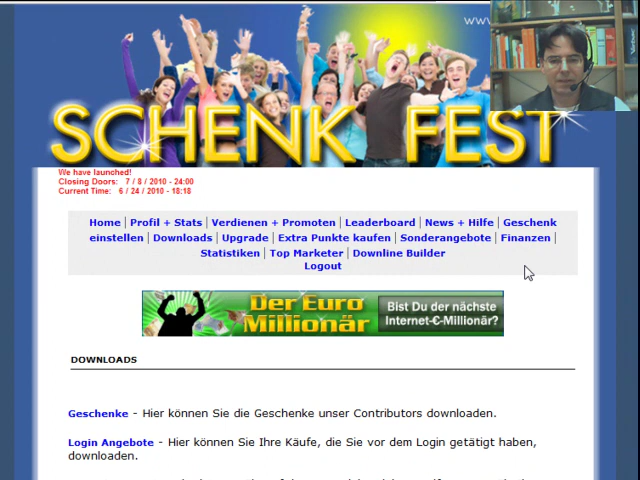 www.
SCHENK FEST
We have launched!
Closing Doors: 7 / 8 / 2010 - 24:00
Current Time: 6 / 24 / 2010 - 18:18
Home | Profil + Stats | Verdienen + Promoten | Leaderboard | News + Hilfe | Geschenk
einstellen | Downloads | Upgrade | Extra Punkte kaufen | Sonderangebote | Finanzen |
Statistiken | Top Marketer | Downline Builder
Logout
Der Euro
Millionär
Bist Du der nächste
Internet-€-Millionär?
DOWNLOADS
Geschenke - Hier können Sie die Geschenke unser Contributors downloaden.
Login Angebote - Hier können Sie Ihre Käufe, die Sie vor dem Login getätigt haben,
downloaden.